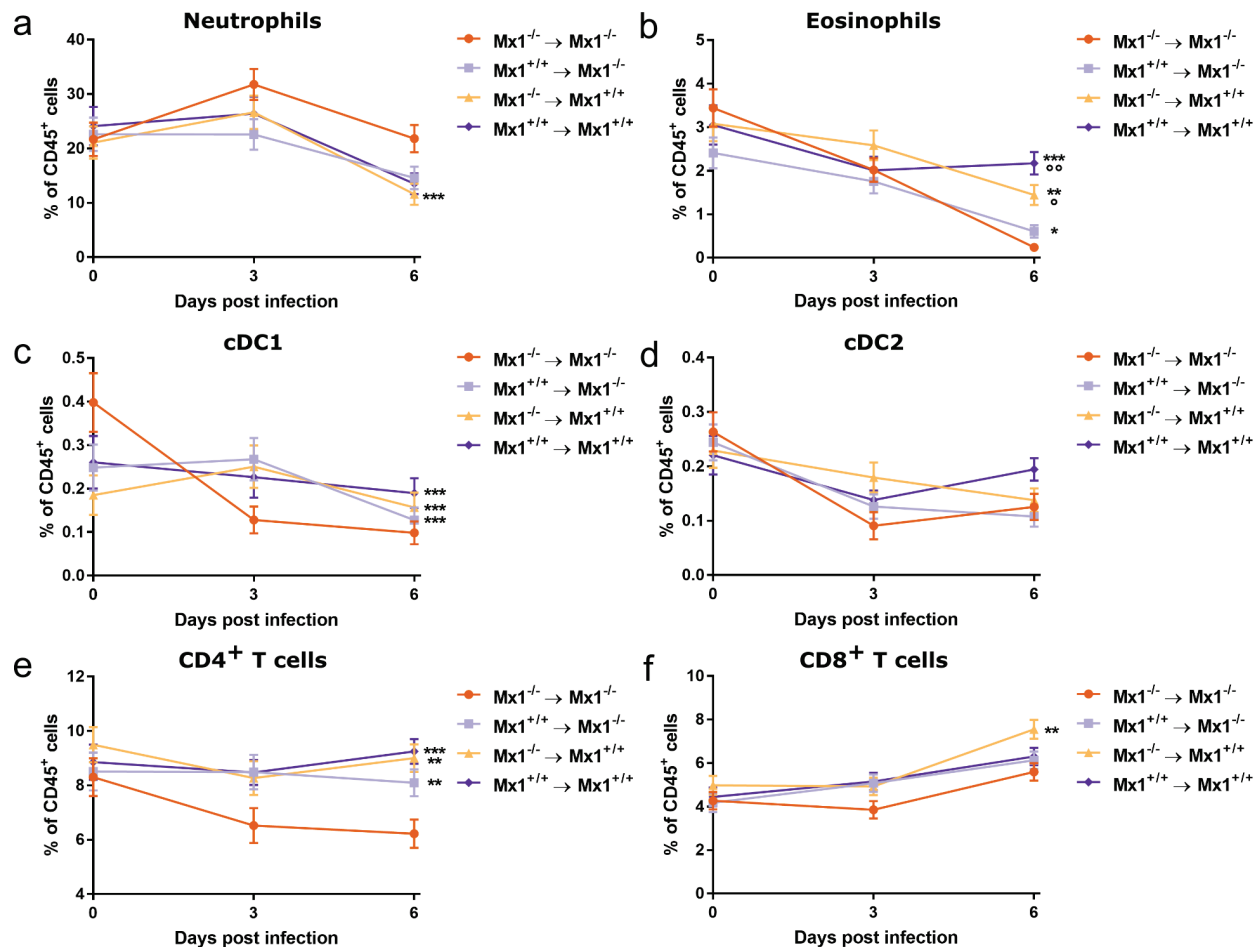 a
Neutrophils
40
30
20
10
0
% of CD45⁺ cells
0 3 6
Days post infection
***
Mx1⁻/⁻ → Mx1⁻/⁻
Mx1⁺/⁺ → Mx1⁻/⁻
Mx1⁻/⁻ → Mx1⁺/⁺
Mx1⁺/⁺ → Mx1⁺/⁺
b
Eosinophils
5
4
3
2
1
0
% of CD45⁺ cells
0 3 6
Days post infection
***
°°
**
°
*
Mx1⁻/⁻ → Mx1⁻/⁻
Mx1⁺/⁺ → Mx1⁻/⁻
Mx1⁻/⁻ → Mx1⁺/⁺
Mx1⁺/⁺ → Mx1⁺/⁺
c
cDC1
0.5
0.4
0.3
0.2
0.1
0.0
% of CD45⁺ cells
0 3 6
Days post infection
***
***
***
Mx1⁻/⁻ → Mx1⁻/⁻
Mx1⁺/⁺ → Mx1⁻/⁻
Mx1⁻/⁻ → Mx1⁺/⁺
Mx1⁺/⁺ → Mx1⁺/⁺
d
cDC2
0.4
0.3
0.2
0.1
0.0
% of CD45⁺ cells
0 3 6
Days post infection
Mx1⁻/⁻ → Mx1⁻/⁻
Mx1⁺/⁺ → Mx1⁻/⁻
Mx1⁻/⁻ → Mx1⁺/⁺
Mx1⁺/⁺ → Mx1⁺/⁺
e
CD4⁺ T cells
12
10
8
6
4
% of CD45⁺ cells
0 3 6
Days post infection
***
**
**
Mx1⁻/⁻ → Mx1⁻/⁻
Mx1⁺/⁺ → Mx1⁻/⁻
Mx1⁻/⁻ → Mx1⁺/⁺
Mx1⁺/⁺ → Mx1⁺/⁺
f
CD8⁺ T cells
10
8
6
4
2
0
% of CD45⁺ cells
0 3 6
Days post infection
**
Mx1⁻/⁻ → Mx1⁻/⁻
Mx1⁺/⁺ → Mx1⁻/⁻
Mx1⁻/⁻ → Mx1⁺/⁺
Mx1⁺/⁺ → Mx1⁺/⁺